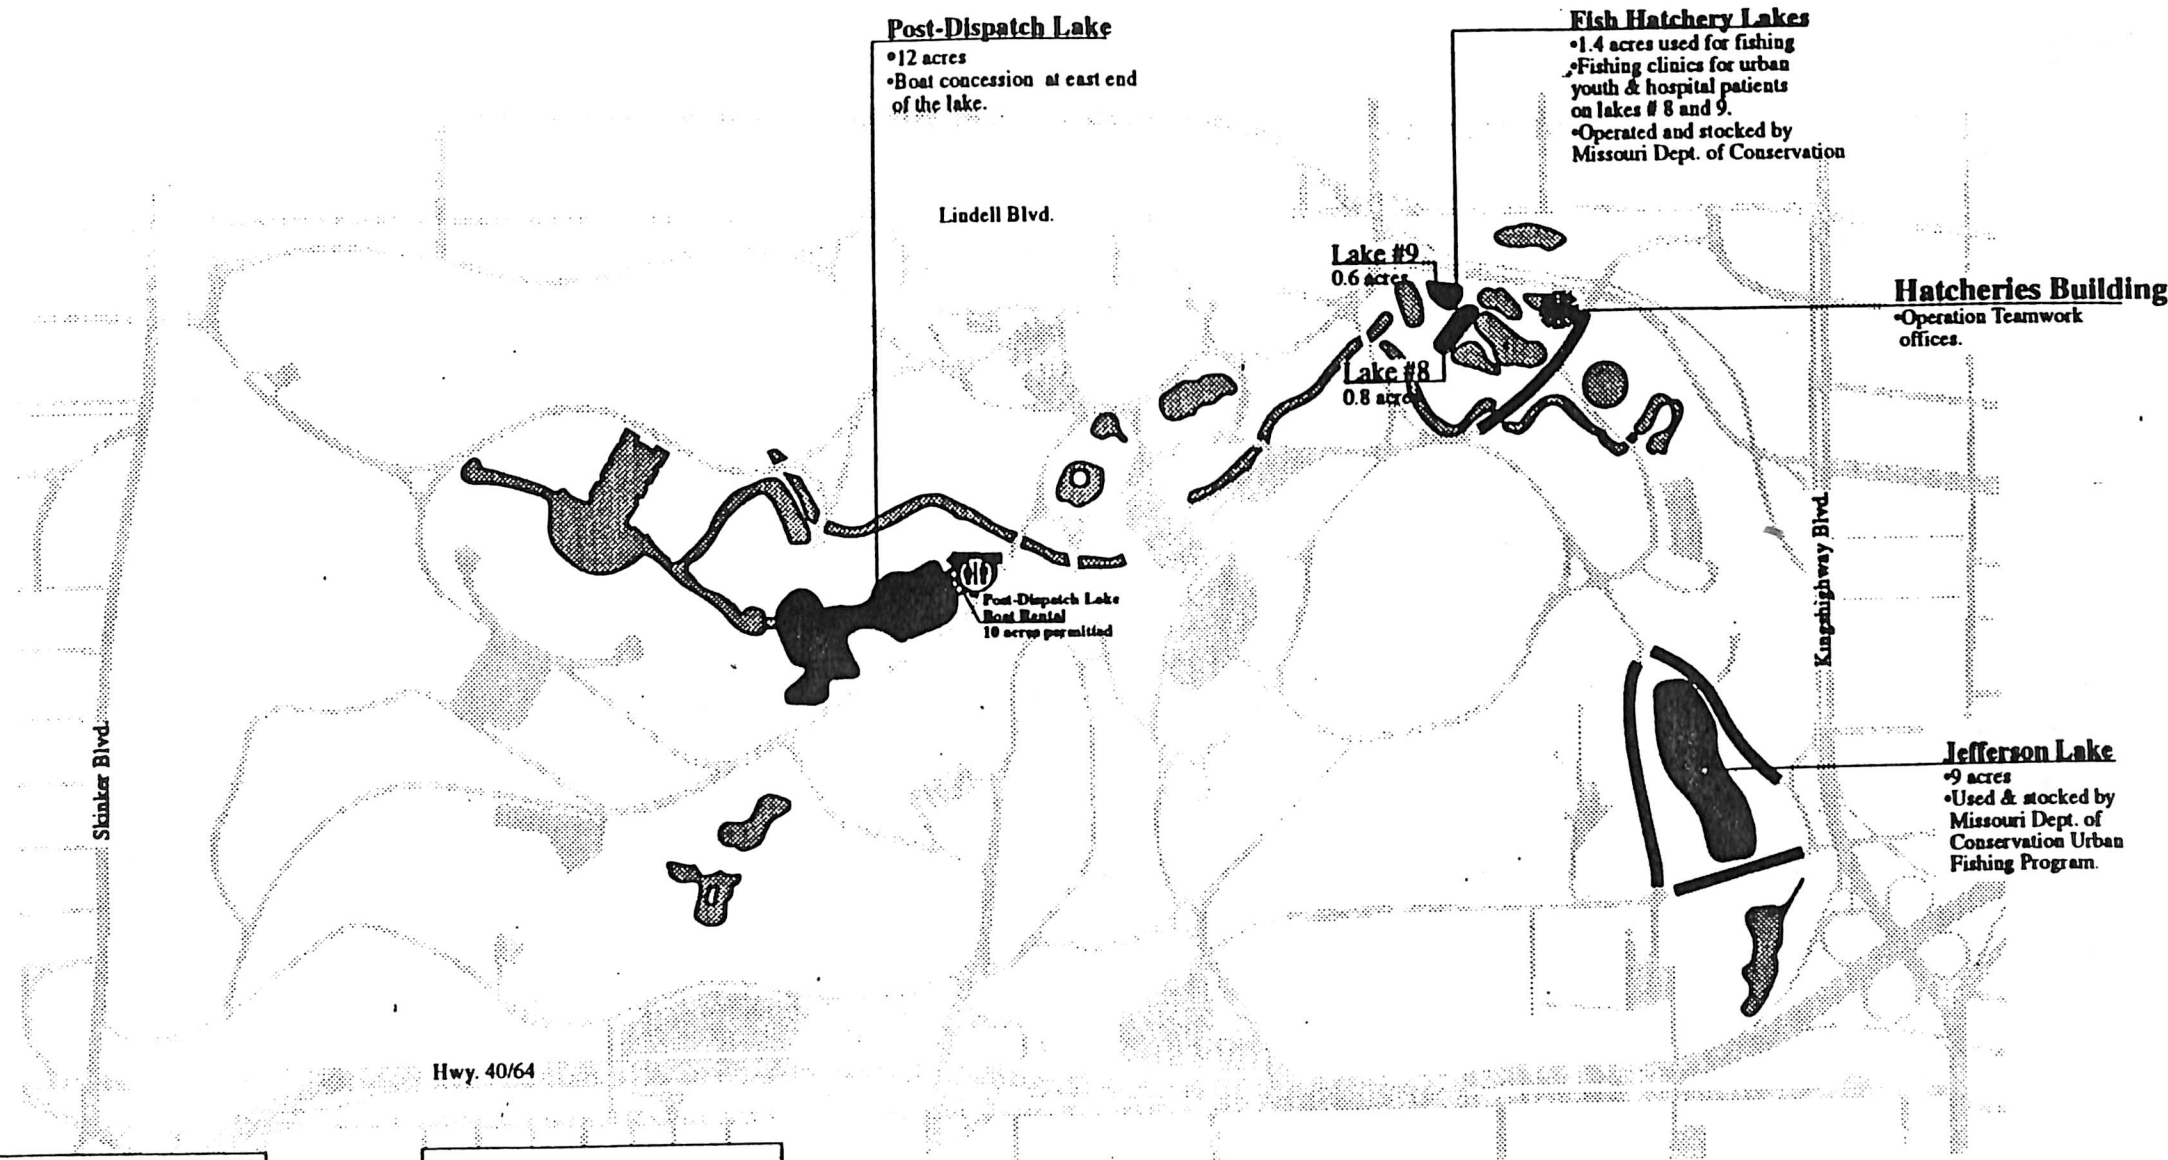 Post-Dispatch Lake
•12 acres
•Boat concession at east end
of the lake.
Fish Hatchery Lakes
•1.4 acres used for fishing
•Fishing clinics for urban
youth & hospital patients
on lakes # 8 and 9.
•Operated and stocked by
Missouri Dept. of Conservation
Lindell Blvd.
Lake #9
0.6 acres
Hatcheries Building
•Operation Teamwork
offices.
Lake #8
0.8 acres
Post-Dispatch Lake
Boat Rental
10 acres permitted
Kingshighway Blvd.
Skinker Blvd.
Jefferson Lake
•9 acres
•Used & stocked by
Missouri Dept. of
Conservation Urban
Fishing Program.
Hwy. 40/64